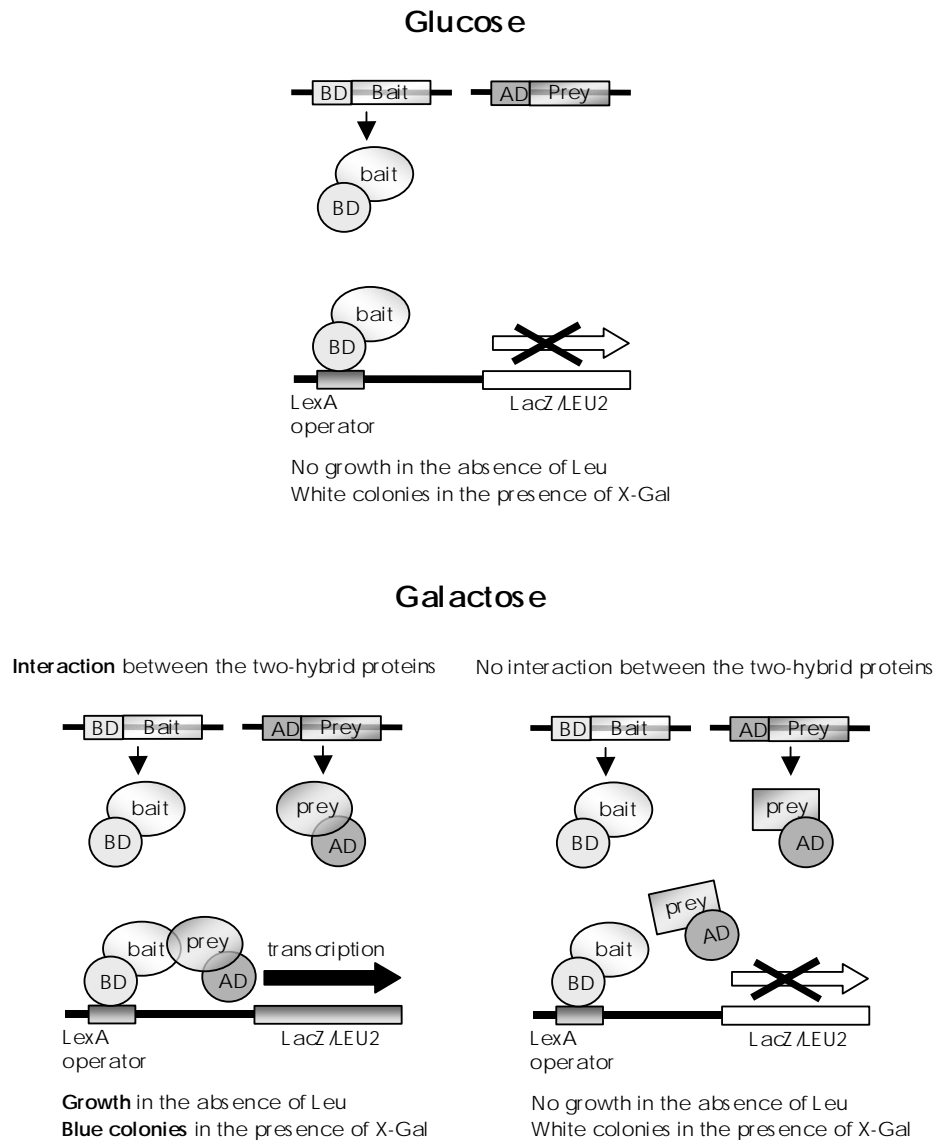 Glucose
BD Bait AD Prey
bait
BD
bait
BD
LexA
operator
LacZ/LEU2
No growth in the absence of Leu
White colonies in the presence of X-Gal
Galactose
Interaction between the two-hybrid proteins
BD Bait AD Prey
bait
BD
prey
AD
bait
prey
transcription
BD
AD
LexA
operator
LacZ/LEU2
Growth in the absence of Leu
Blue colonies in the presence of X-Gal
No interaction between the two-hybrid proteins
BD Bait AD Prey
bait
BD
prey
AD
prey
AD
bait
BD
LexA
operator
LacZ/LEU2
No growth in the absence of Leu
White colonies in the presence of X-Gal